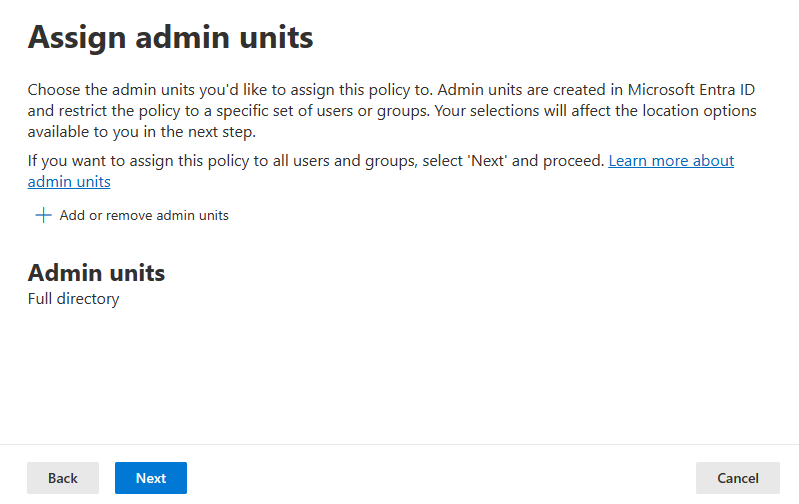 Assign admin units
Choose the admin units you'd like to assign this policy to. Admin units are created in Microsoft Entra ID
and restrict the policy to a specific set of users or groups. Your selections will affect the location options
available to you in the next step.
If you want to assign this policy to all users and groups, select 'Next' and proceed. Learn more about
admin units
Add or remove admin units
Admin units
Full directory
Back Next Cancel